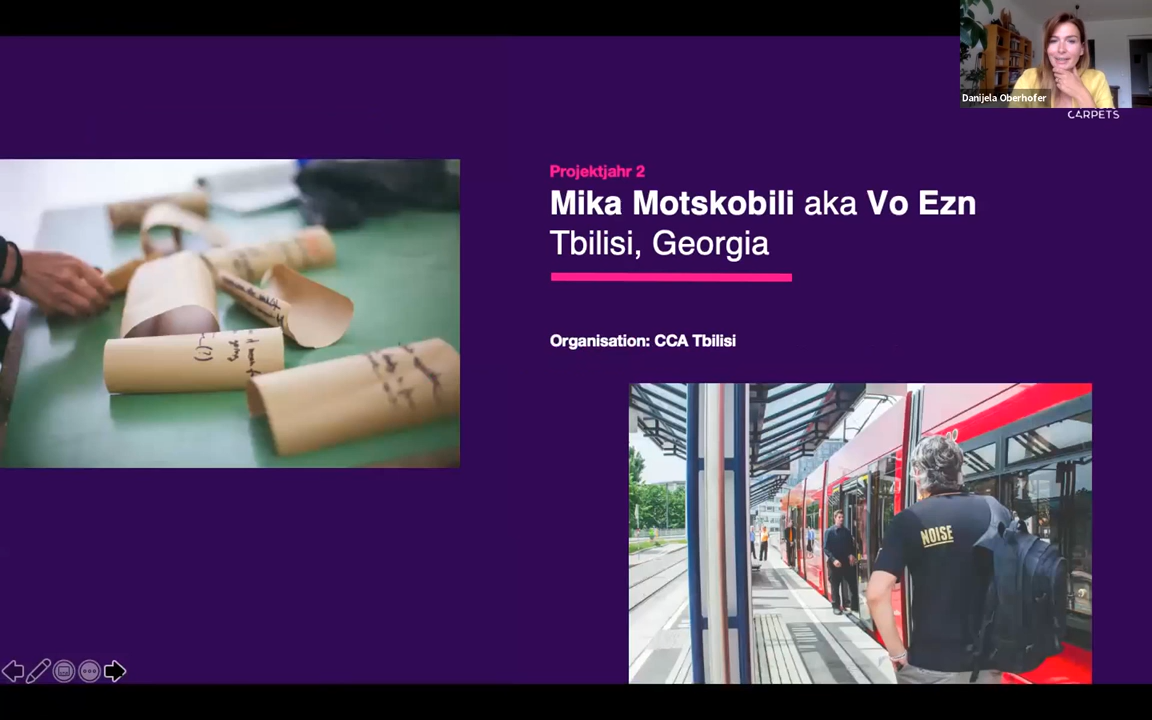 Danijela Oberhofer
CARPETS
Projektjahr 2
Mika Motskobili aka Vo Ezn
Tbilisi, Georgia
Organisation: CCA Tbilisi
NOISE